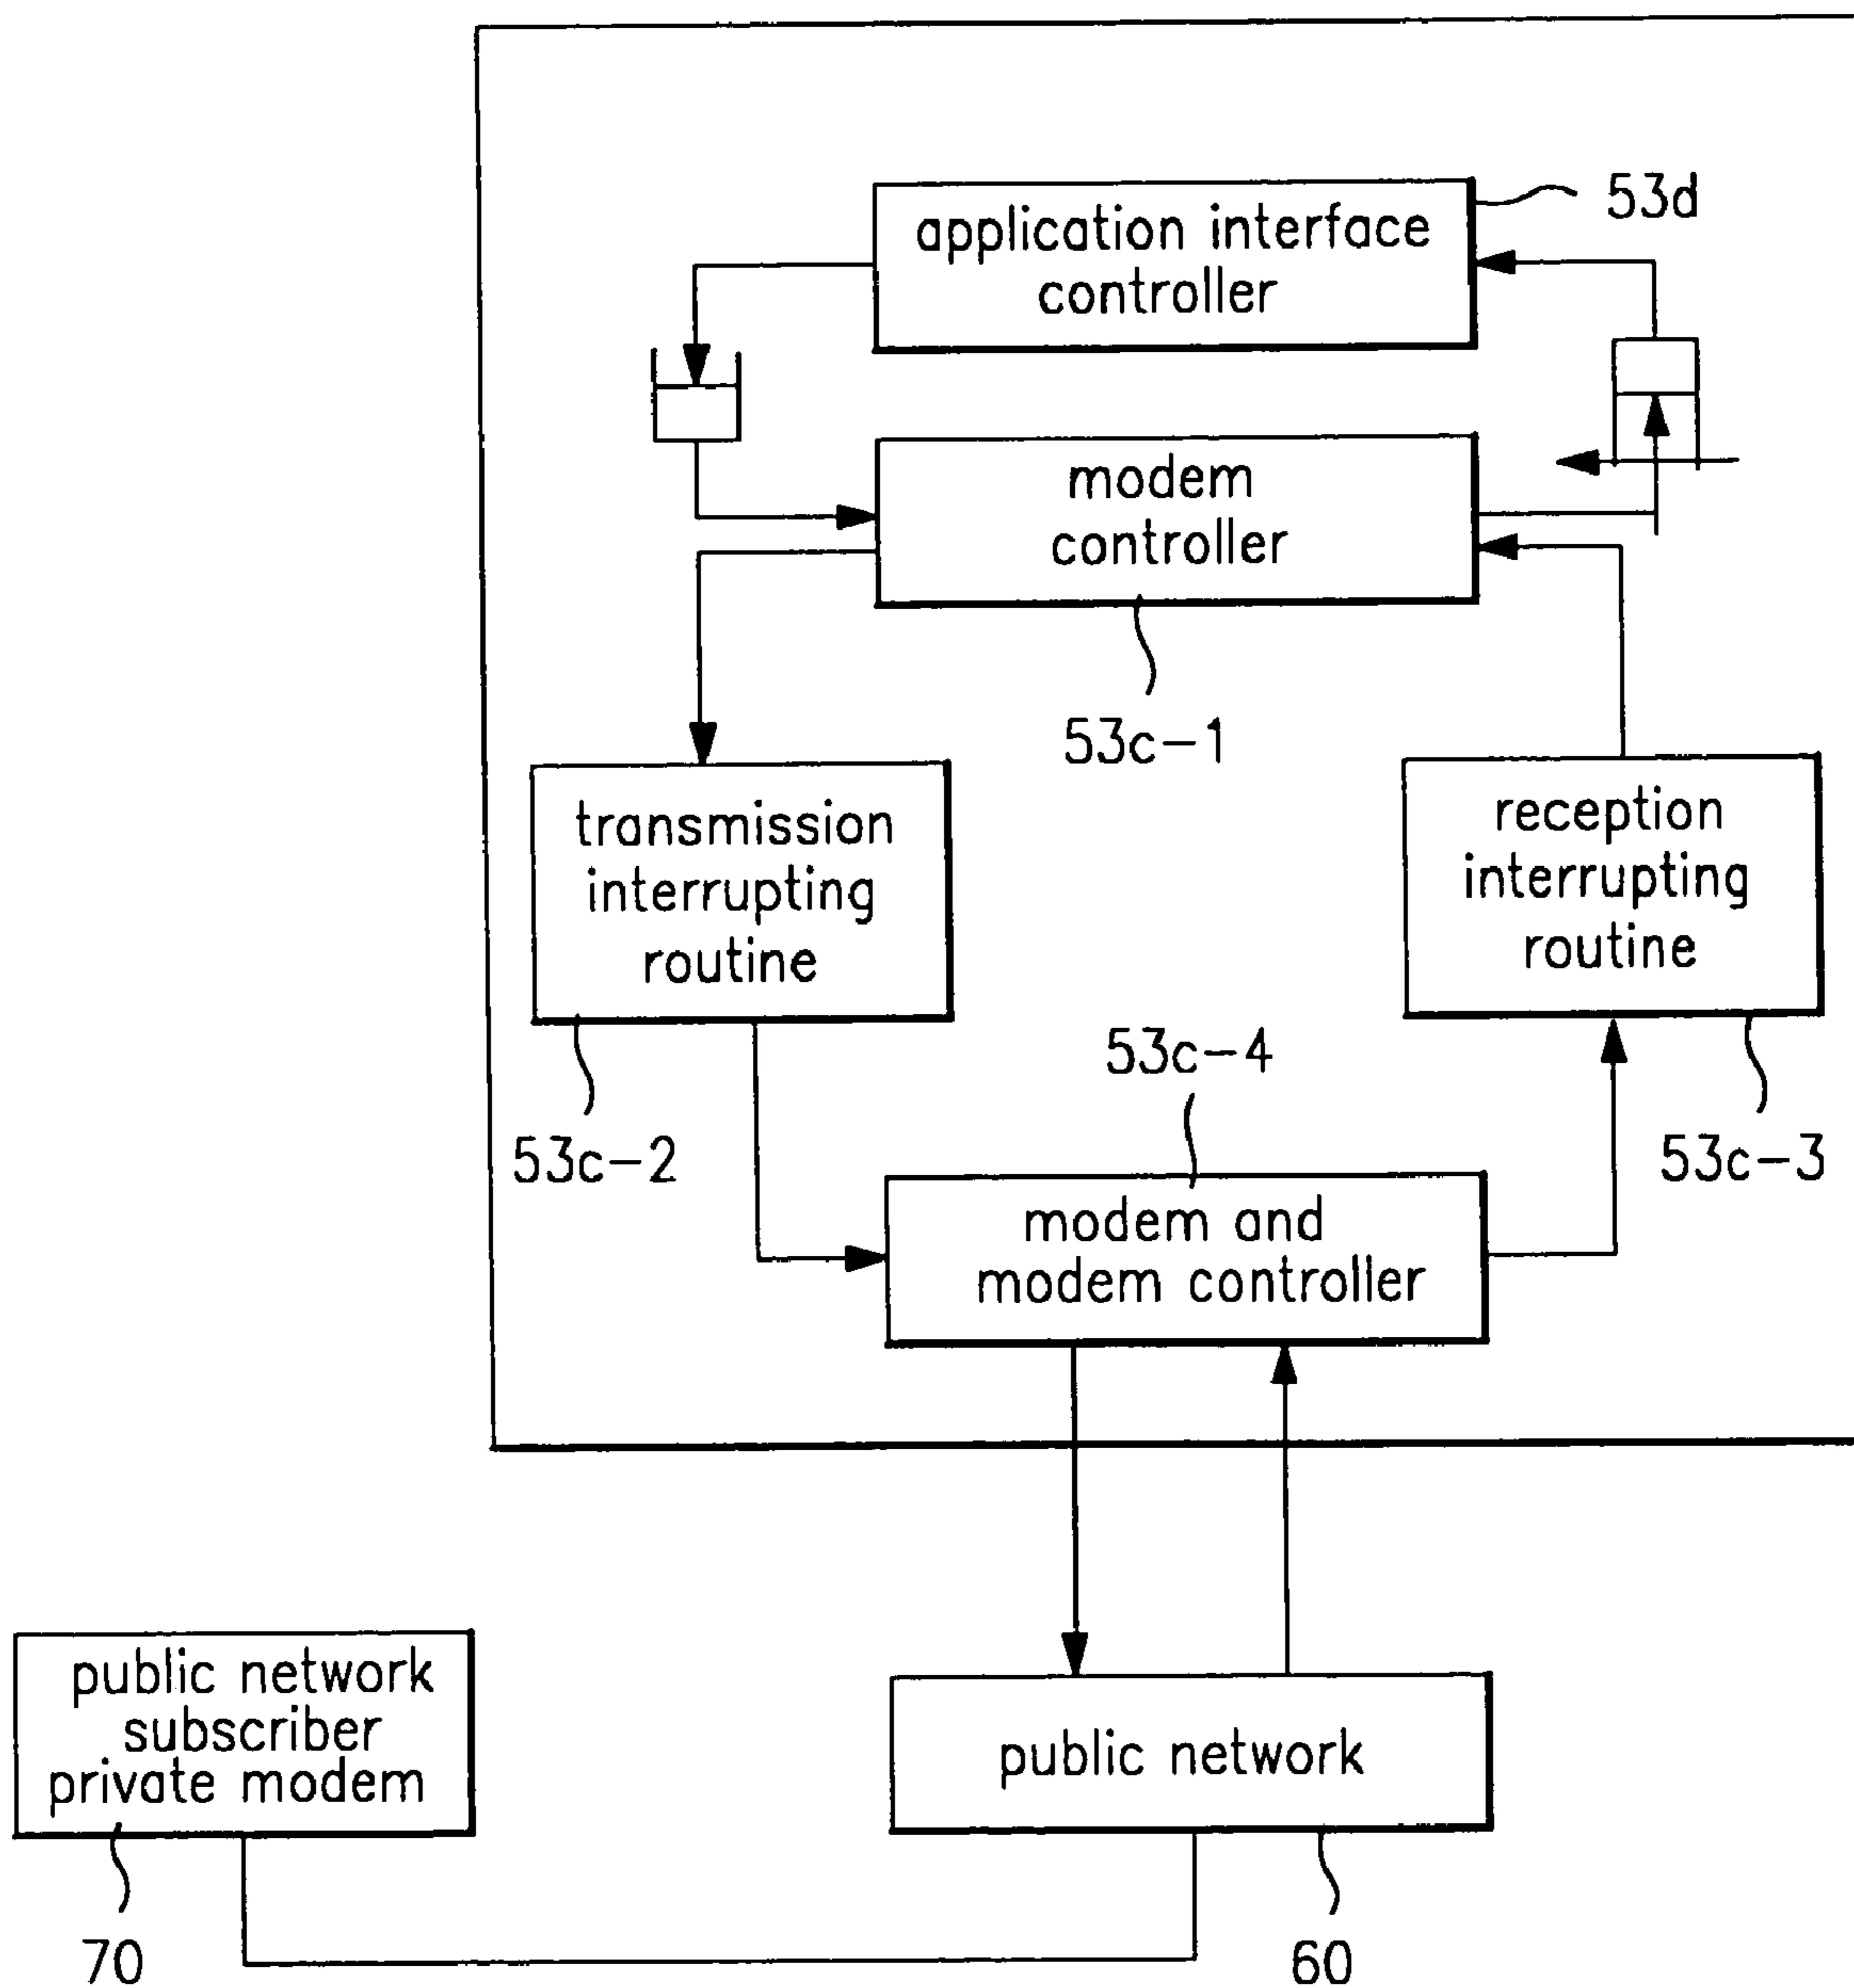 53d
application interface
controller
modem
controller
53c-1
transmission
interrupting
routine
reception
interrupting
routine
53c-4
53c-2
53c-3
modem and
modem controller
public network
subscriber
private modem
public network
70
60